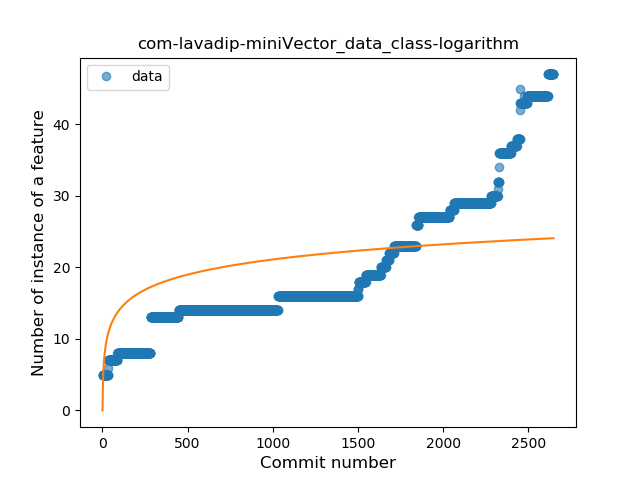 com-lavadip-miniVector_data_class-logarithm
data
Number of instance of a feature
40
30
20
10
0
0 500 1000 1500 2000 2500
Commit number